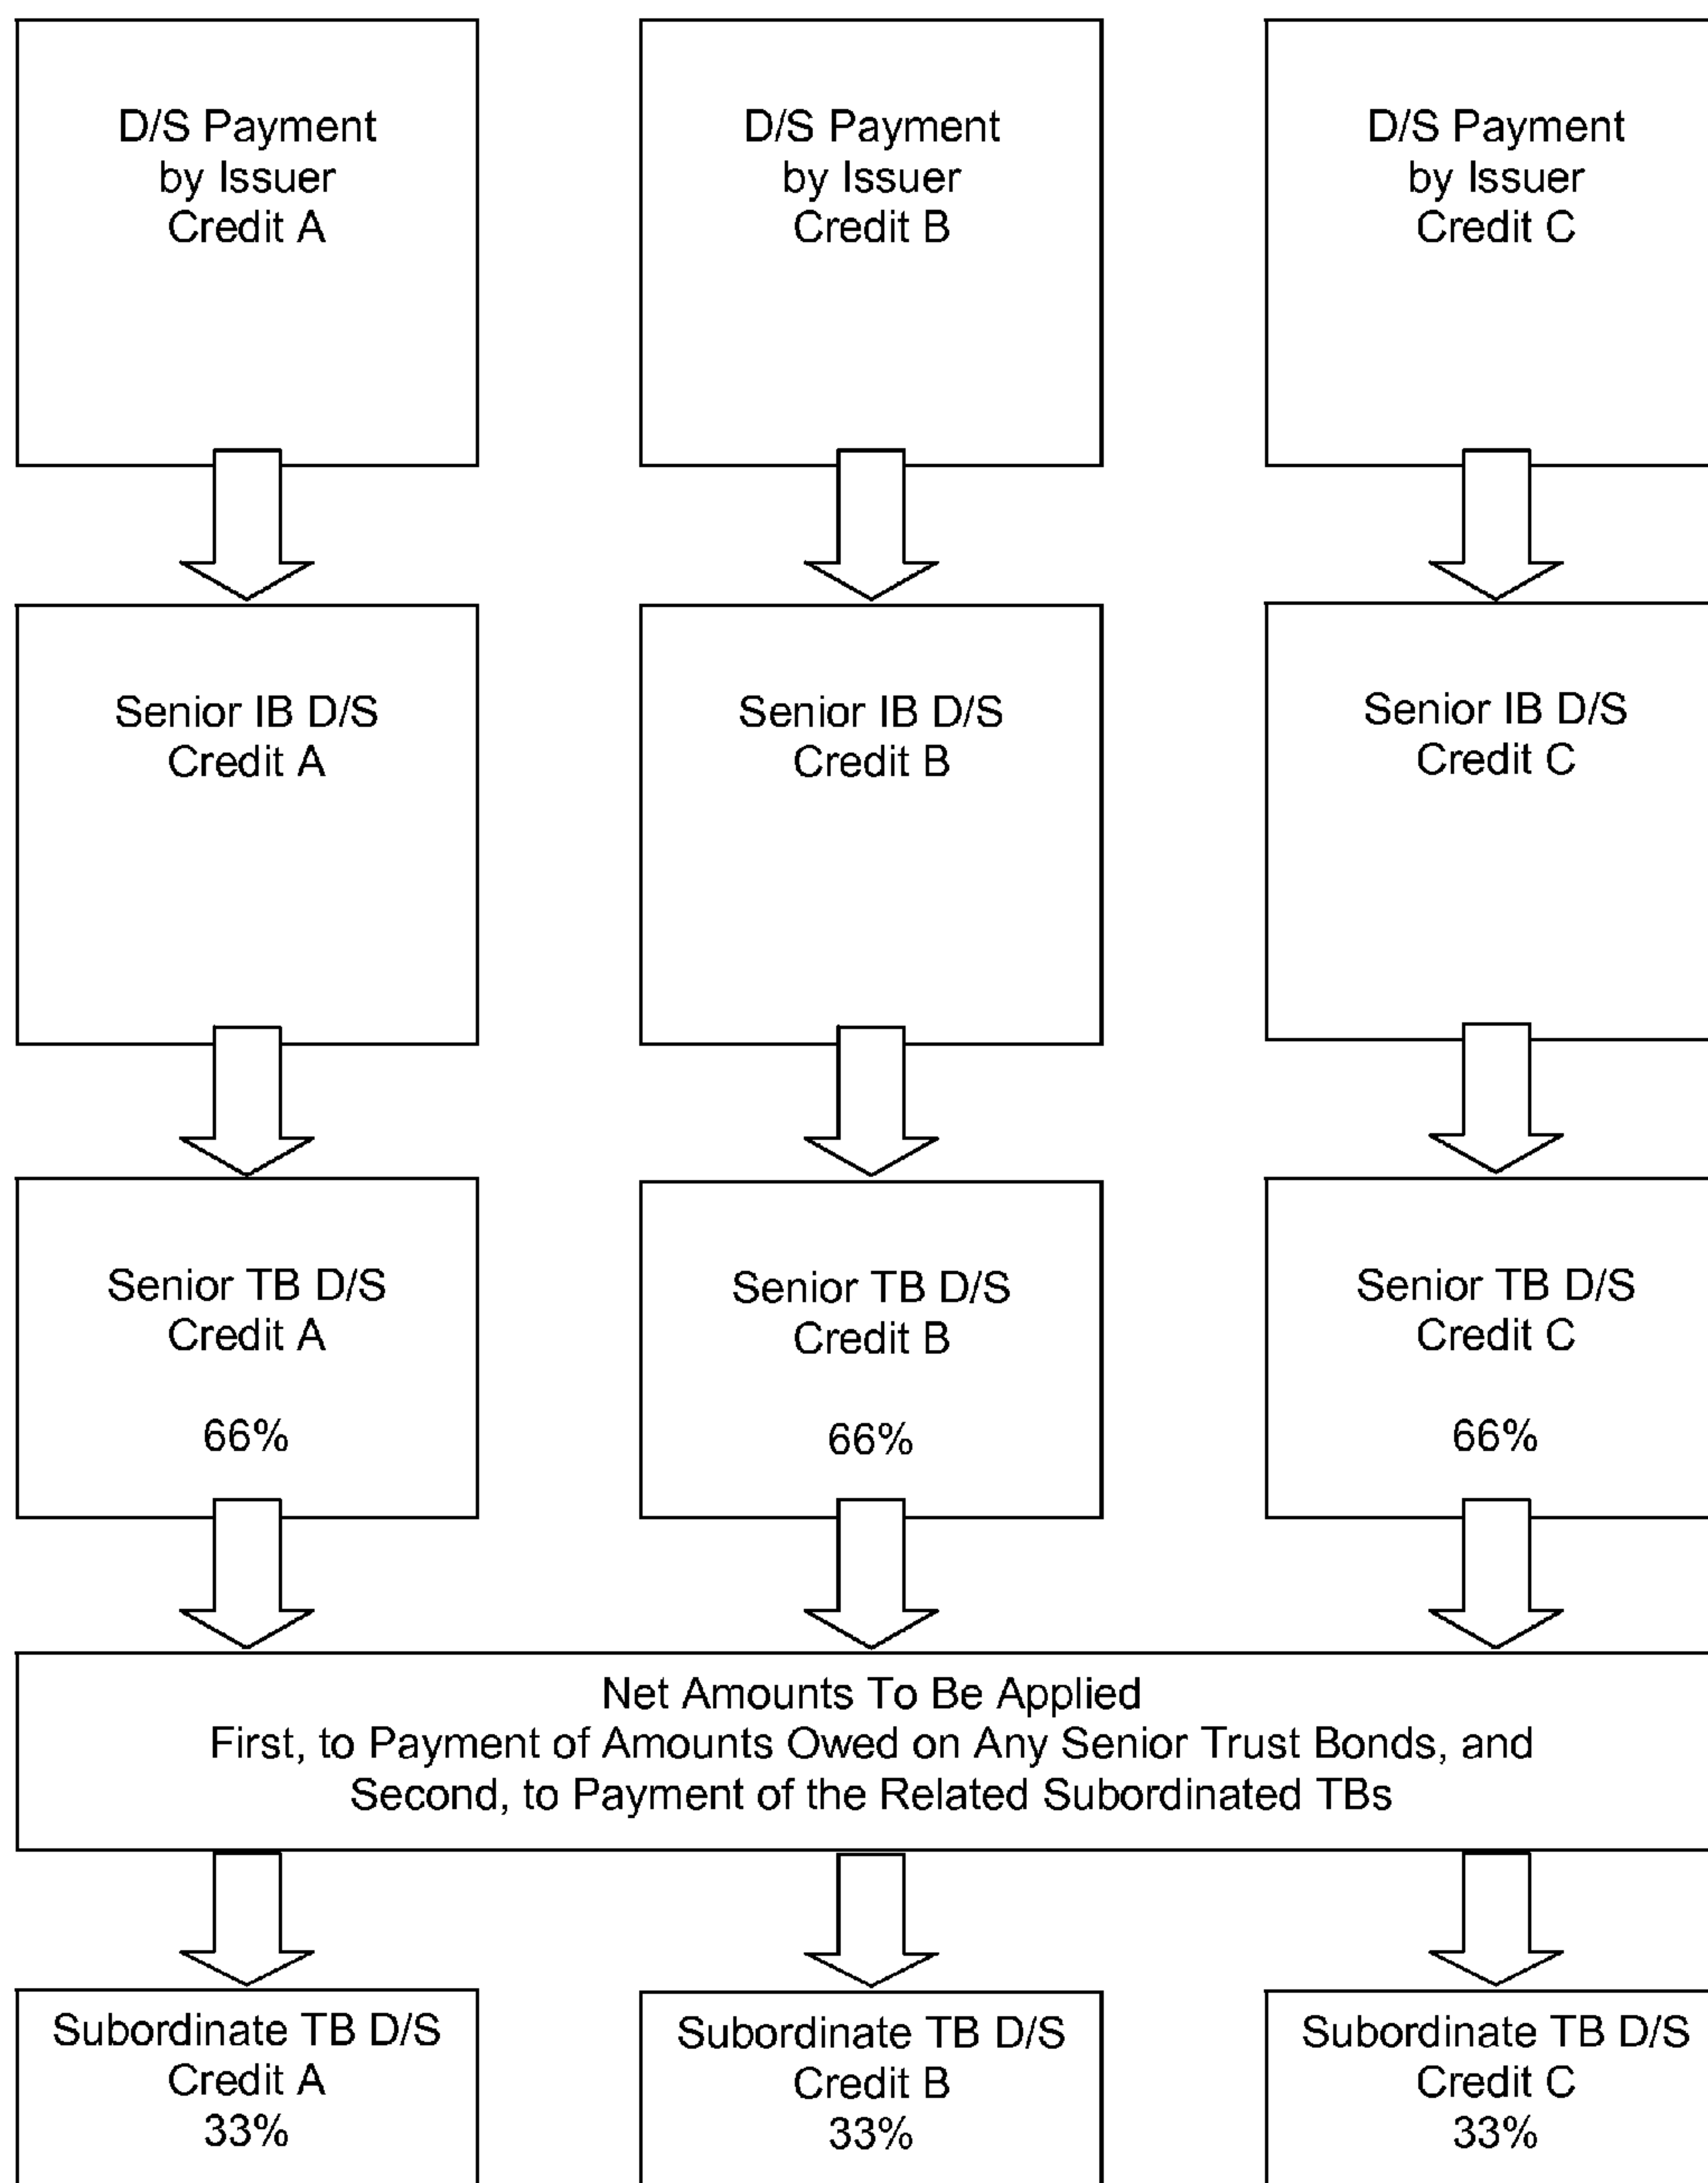 D/S Payment
by Issuer
Credit A
D/S Payment
by Issuer
Credit B
D/S Payment
by Issuer
Credit C
Senior IB D/S
Credit A
Senior IB D/S
Credit B
Senior IB D/S
Credit C
Senior TB D/S
Credit A
66%
Senior TB D/S
Credit B
66%
Senior TB D/S
Credit C
66%
Net Amounts To Be Applied
First, to Payment of Amounts Owed on Any Senior Trust Bonds, and
Second, to Payment of the Related Subordinated TBs
Subordinate TB D/S
Credit A
33%
Subordinate TB D/S
Credit B
33%
Subordinate TB D/S
Credit C
33%